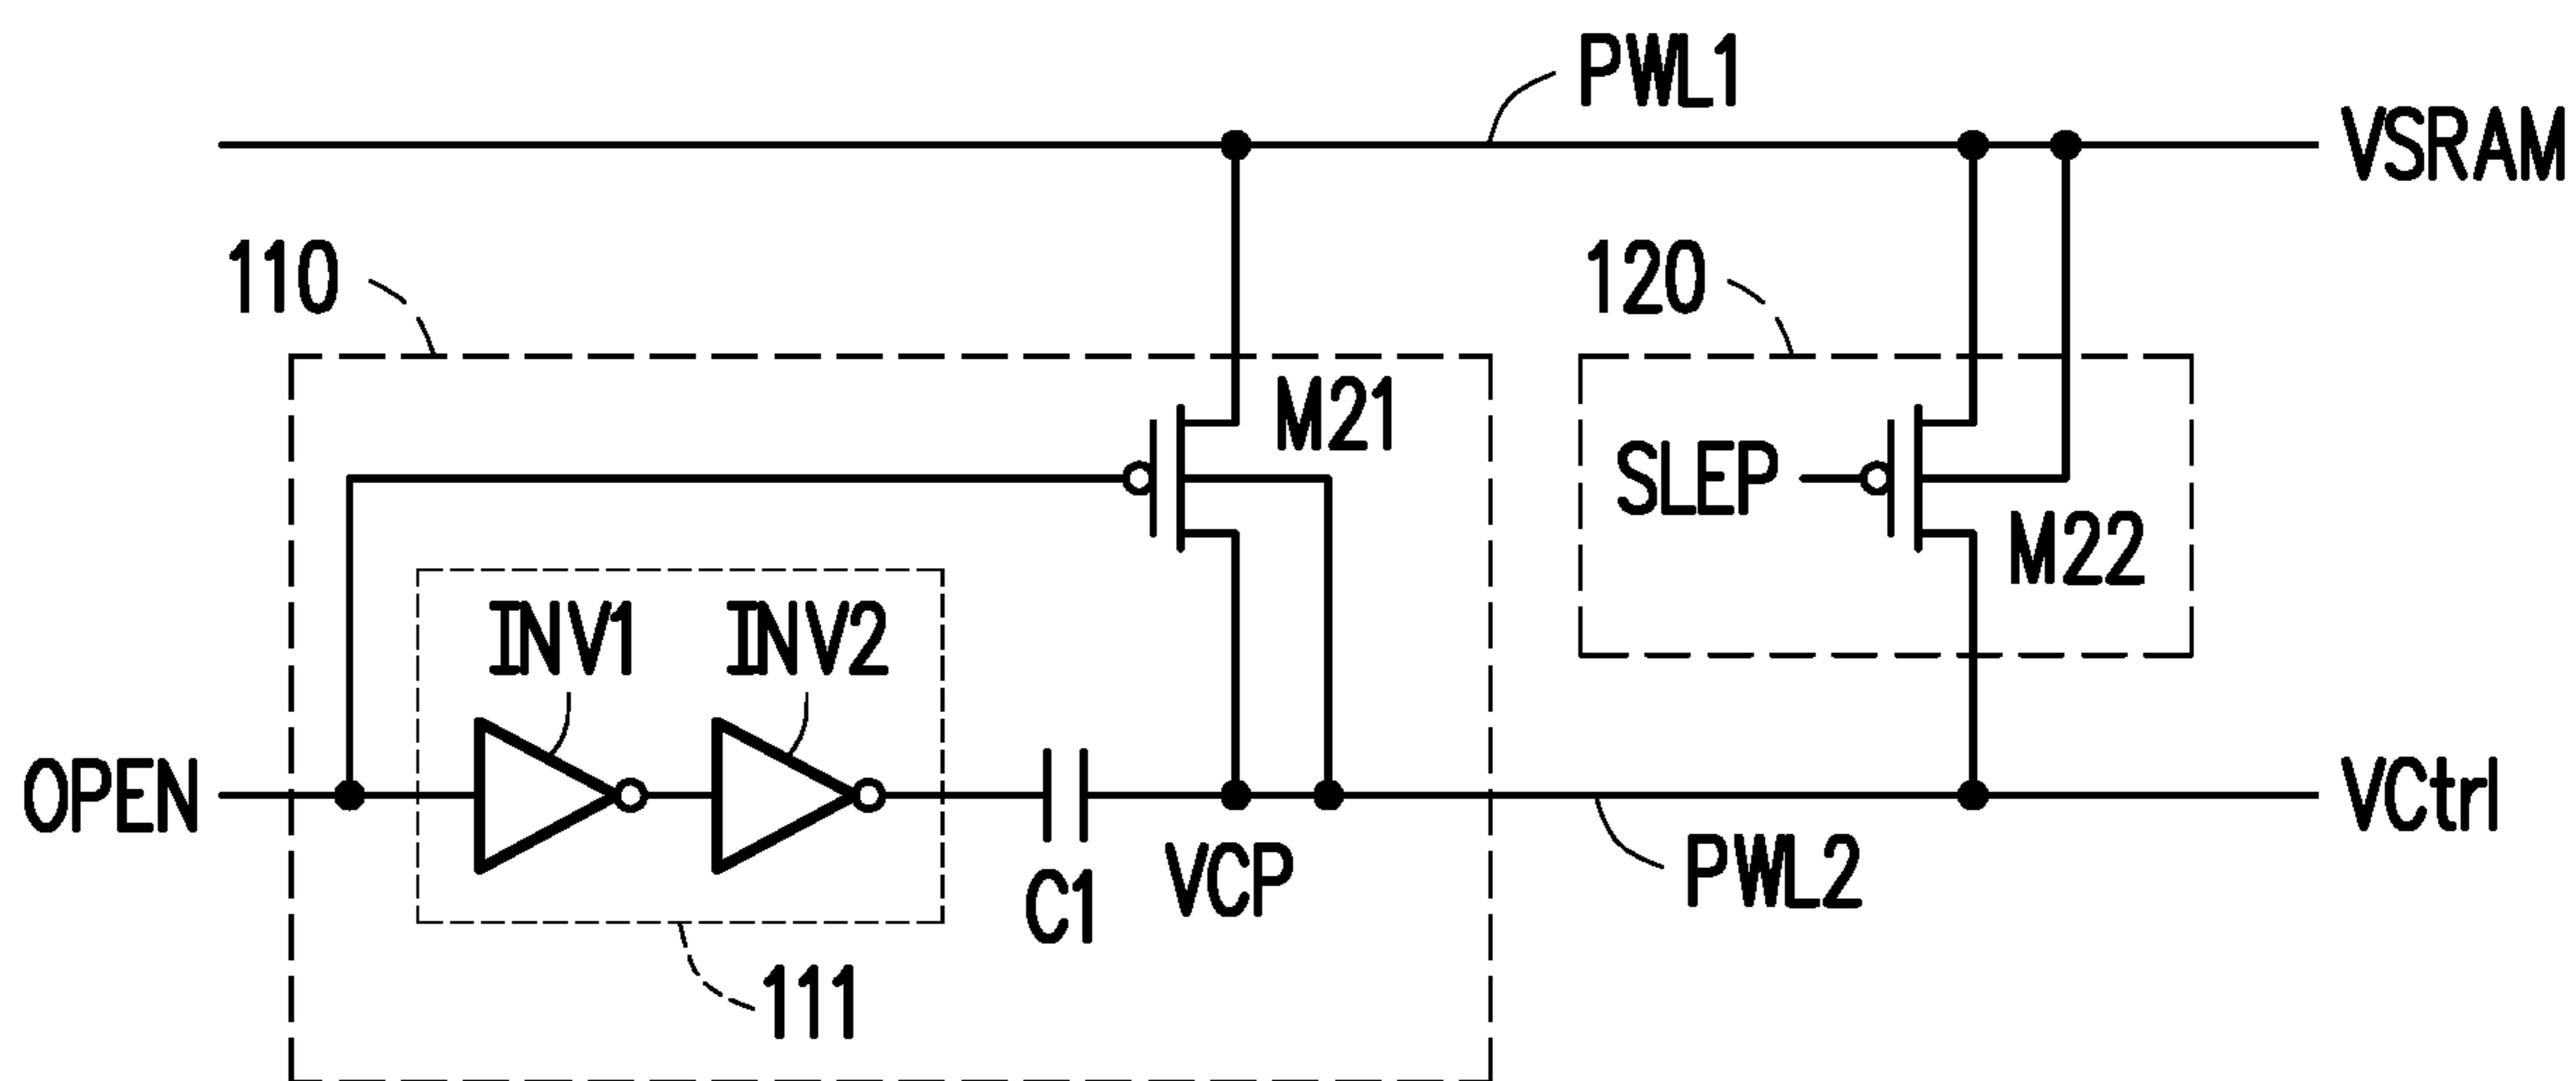 PWL1
VSRAM
110
120
M21
SLEP
M22
INV1
INV2
OPEN
VCtrl
C1
VCP
PWL2
111